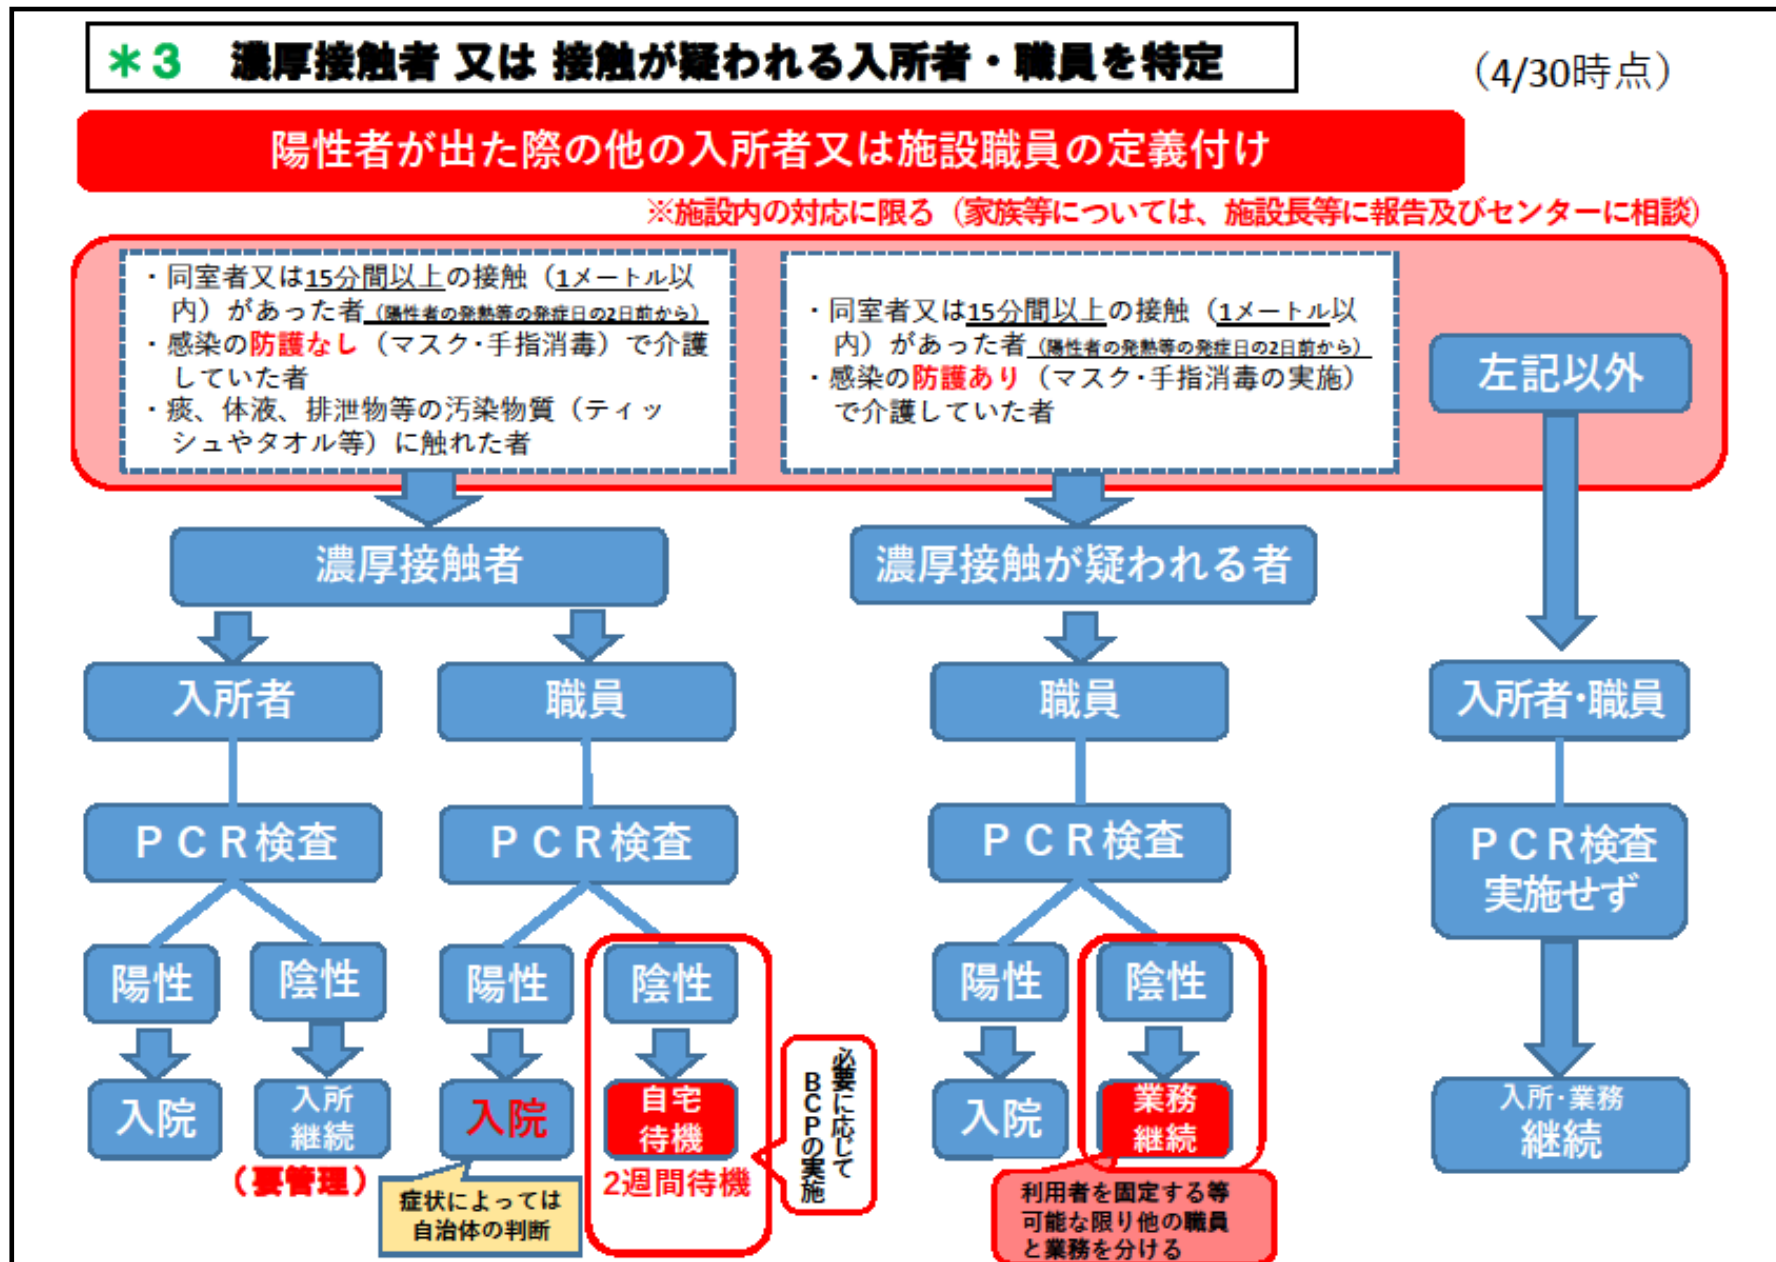 ＊3 濃厚接触者 又は 接触が疑われる入所者・職員を特定
（4/30時点）
陽性者が出た際の他の入所者又は施設職員の定義付け
※施設内の対応に限る（家族等については、施設長等に報告及びセンターに相談）
・同室者又は15分間以上の接触（1メートル以
内）があった者（陽性者の発熱等の発症日の2日前から）
・感染の防護なし（マスク・手指消毒）で介護
していた者
・痰、体液、排泄物等の汚染物質（ティッ
シュやタオル等）に触れた者
・同室者又は15分間以上の接触（1メートル以
内）があった者（陽性者の発熱等の発症日の2日前から）
・感染の防護あり（マスク・手指消毒の実施）
で介護していた者
左記以外
濃厚接触者
濃厚接触が疑われる者
入所者
職員
職員
入所者・職員
ＰＣＲ検査
ＰＣＲ検査
ＰＣＲ検査
ＰＣＲ検査
実施せず
陽性
陰性
陽性
陰性
陽性
陰性
入院
入所
継続
（要管理）
入院
症状によっては
自治体の判断
自宅
待機
2週間待機
必要に応じて
BCPの実施
入院
業務
継続
利用者を固定する等
可能な限り他の職員
と業務を分ける
入所・業務
継続